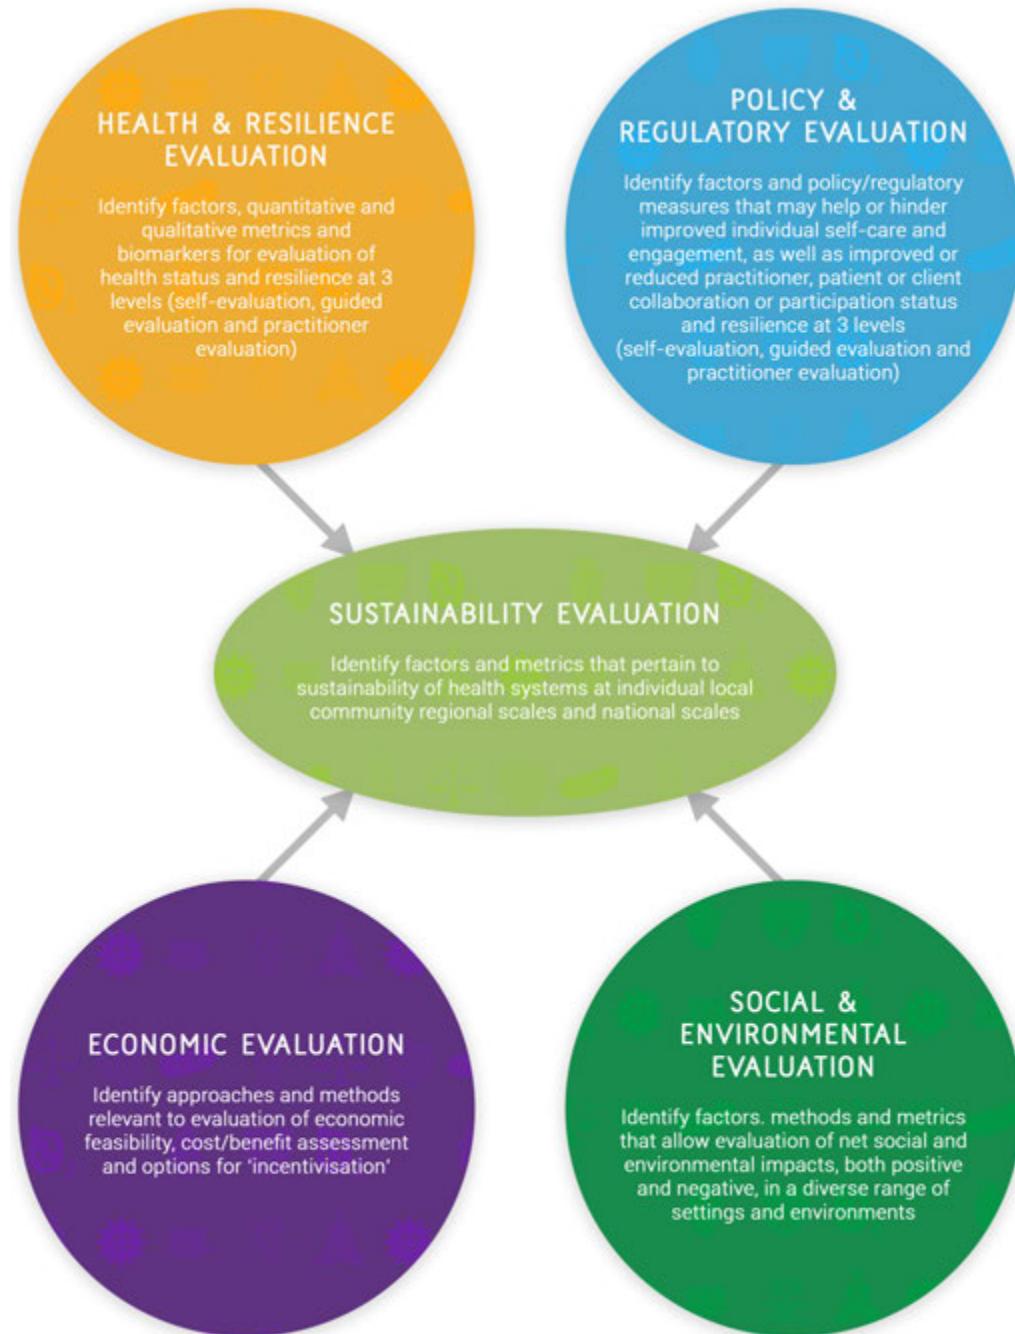 HEALTH & RESILIENCE
EVALUATION
Identify factors, quantitative and
qualitative metrics and
biomarkers for evaluation of
health status and resilience at 3
levels (self-evaluation, guided
evaluation and practitioner
evaluation)
POLICY &
REGULATORY EVALUATION
Identify factors and policy/regulatory
measures that may help or hinder
improved individual self-care and
engagement, as well as improved or
reduced practitioner, patient or client
collaboration or participation status
and resilience at 3 levels
(self-evaluation, guided evaluation and
practitioner evaluation)
SUSTAINABILITY EVALUATION
Identify factors and metrics that pertain to
sustainability of health systems at individual local
community regional scales and national scales
ECONOMIC EVALUATION
Identify approaches and methods
relevant to evaluation of economic
feasibility, cost/benefit assessment
and options for 'incentivisation'
SOCIAL &
ENVIRONMENTAL
EVALUATION
Identify factors. methods and metrics
that allow evaluation of net social and
environmental impacts, both positive
and negative, in a diverse range of
settings and environments